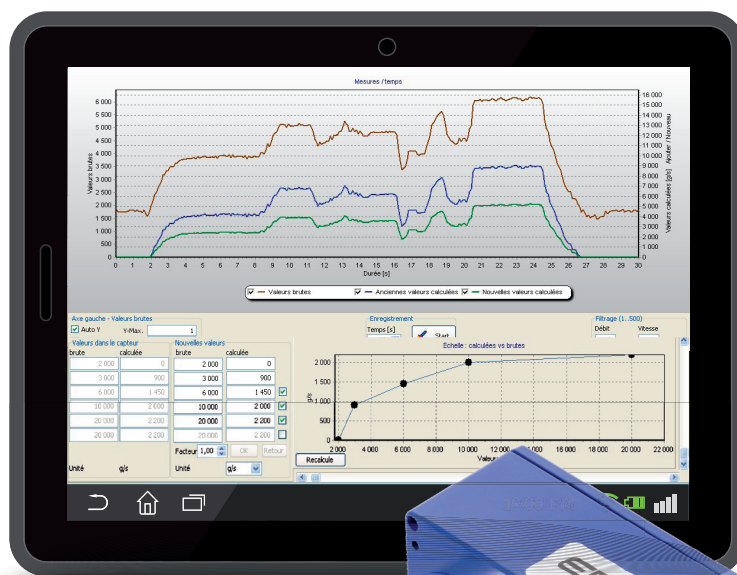 Mesures / temps
6 000
5 500
5 000
4 500
4 000
3 500
3 000
2 500
2 000
1 500
1 000
500
0
Valeurs brutes
16 000
15 000
14 000
13 000
12 000
11 000
10 000
9 000
8 000
7 000
6 000
5 000
4 000
3 000
2 000
1 000
0
Valeurs calculées [g/s] Ajouter / Nouveau
0 1 2 3 4 5 6 7 8 9 10 11 12 13 14 15 16 17 18 19 20 21 22 23 24 25 26 27 28 29 30
Durée [s]
Valeurs brutes Anciennes valeurs calculées Nouvelles valeurs calculées
Axe gauche - Valeurs brutes
Auto Y Y-Max. 1
Enregistrement
Temps [s] Start
Filtrage (1...500)
Débit Vitesse
Valeurs dans le capteur
brute calculée
2 000 0
3 000 900
6 000 1 450
10 000 2 000
20 000 2 200
20 000 2 200
Unité g/s
Nouvelles valeurs
brute calculée
2 000 0
3 000 900
6 000 1 450
10 000 2 000
20 000 2 200
20 000 2 200
Facteur 1,00 OK Retour
Unité g/s
Echelle : calculées vs brutes
2 000
1 500
1 000
500
0
g/s
2 000 4 000 6 000 8 000 10 000 12 000 14 000 16 000 18 000 20 000 22 000
Recalcule